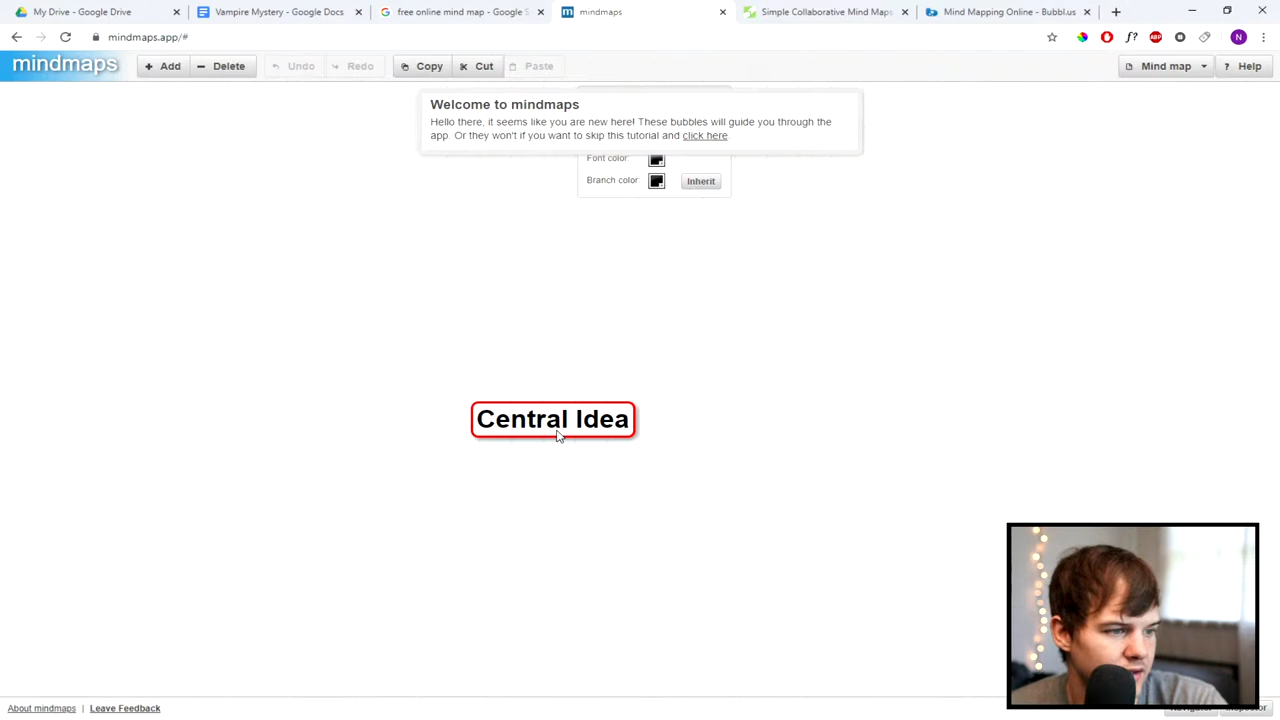 My Drive - Google Drive
Vampire Mystery - Google Docs
free online mind map - Google S
mindmaps
Simple Collaborative Mind Maps
Mind Mapping Online - Bubbl.us
mindmaps.app/#
f?
ABP
N
mindmaps
Add
Delete
Undo
Redo
Copy
Cut
Paste
Mind map
? Help
Welcome to mindmaps
Hello there, it seems like you are new here! These bubbles will guide you through the
app. Or they won't if you want to skip this tutorial and click here.
Font color:
Branch color:
Inherit
Central Idea
About mindmaps | Leave Feedback
Navigator
Inspector